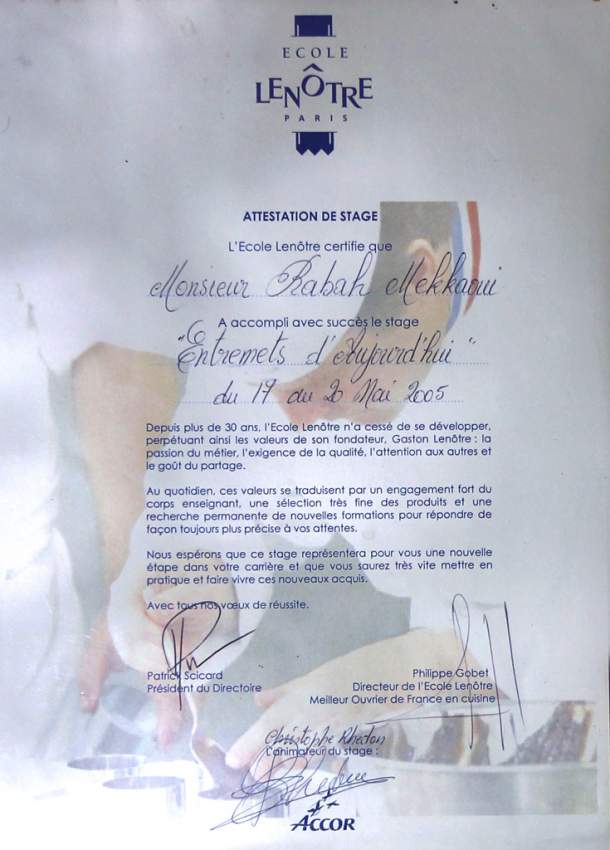 ECOLE
LENÔTRE
PARIS
ATTESTATION DE STAGE
L'Ecole Lenôtre certifie que
Monsieur Rabah Mekkaoui
A accompli avec succès le stage
"Entremets d'Aujourd'hui"
du 17 au 20 Mai 2005
Depuis plus de 30 ans, l'Ecole Lenôtre n'a cessé de se développer,
perpétuant ainsi les valeurs de son fondateur, Gaston Lenôtre : la
passion du métier, l'exigence de la qualité, l'attention aux autres et
le goût du partage.
Au quotidien, ces valeurs se traduisent par un engagement fort du
corps enseignant, une sélection très fine des produits et une
recherche permanente de nouvelles formations pour répondre de
façon toujours plus précise à vos attentes.
Nous espérons que ce stage représentera pour vous une nouvelle
étape dans votre carrière et que vous saurez très vite mettre en
pratique et faire vivre ces nouveaux acquis.
Avec tous nos vœux de réussite.
Patrick Scicard
Président du Directoire
Philippe Gobet
Directeur de l'Ecole Lenôtre
Meilleur Ouvrier de France en cuisine
Christophe Rhedon
L'animateur du stage :
ACCOR